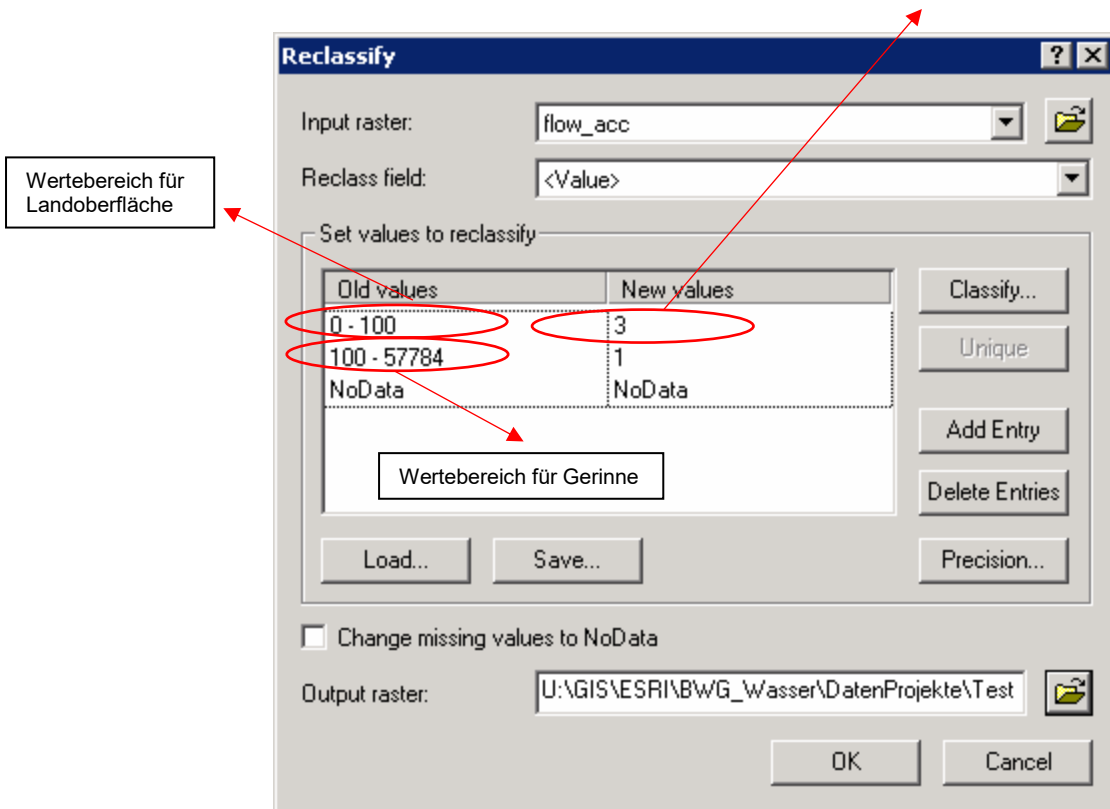 Reclassify
Input raster: flow_acc
Wertebereich für
Landoberfläche
Reclass field: <Value>
Set values to reclassify
Old values New values
0 - 100 3
100 - 57784 1
NoData NoData
Classify...
Unique
Add Entry
Delete Entries
Wertebereich für Gerinne
Load... Save... Precision...
Change missing values to NoData
Output raster: U:\GIS\ESRI\BWG_Wasser\DatenProjekte\Test
OK Cancel